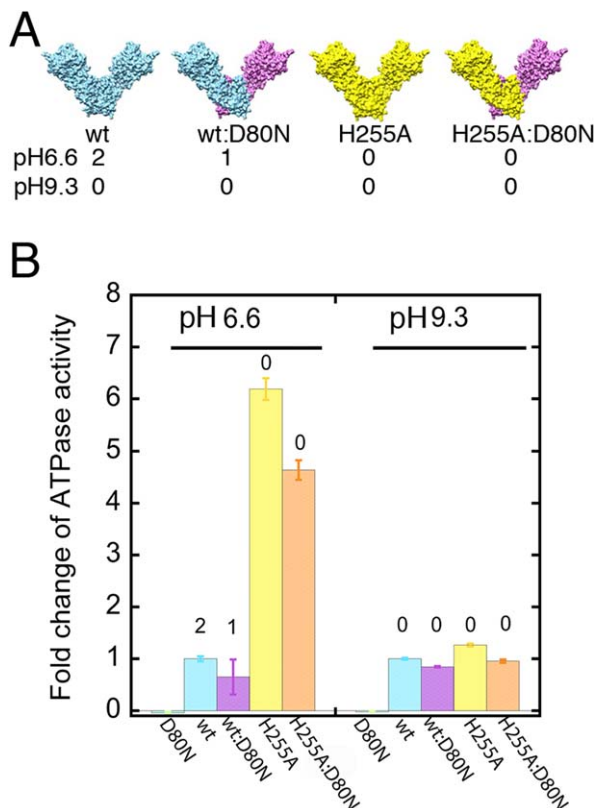 A
wt wt:D80N H255A H255A:D80N
pH6.6 2 1 0 0
pH9.3 0 0 0 0
B
Fold change of ATPase activity
8
7
6
5
4
3
2
1
0
pH 6.6 pH 9.3
0
0
2 1 0 0 0 0
D80N wt wt:D80N H255A H255A:D80N D80N wt wt:D80N H255A H255A:D80N